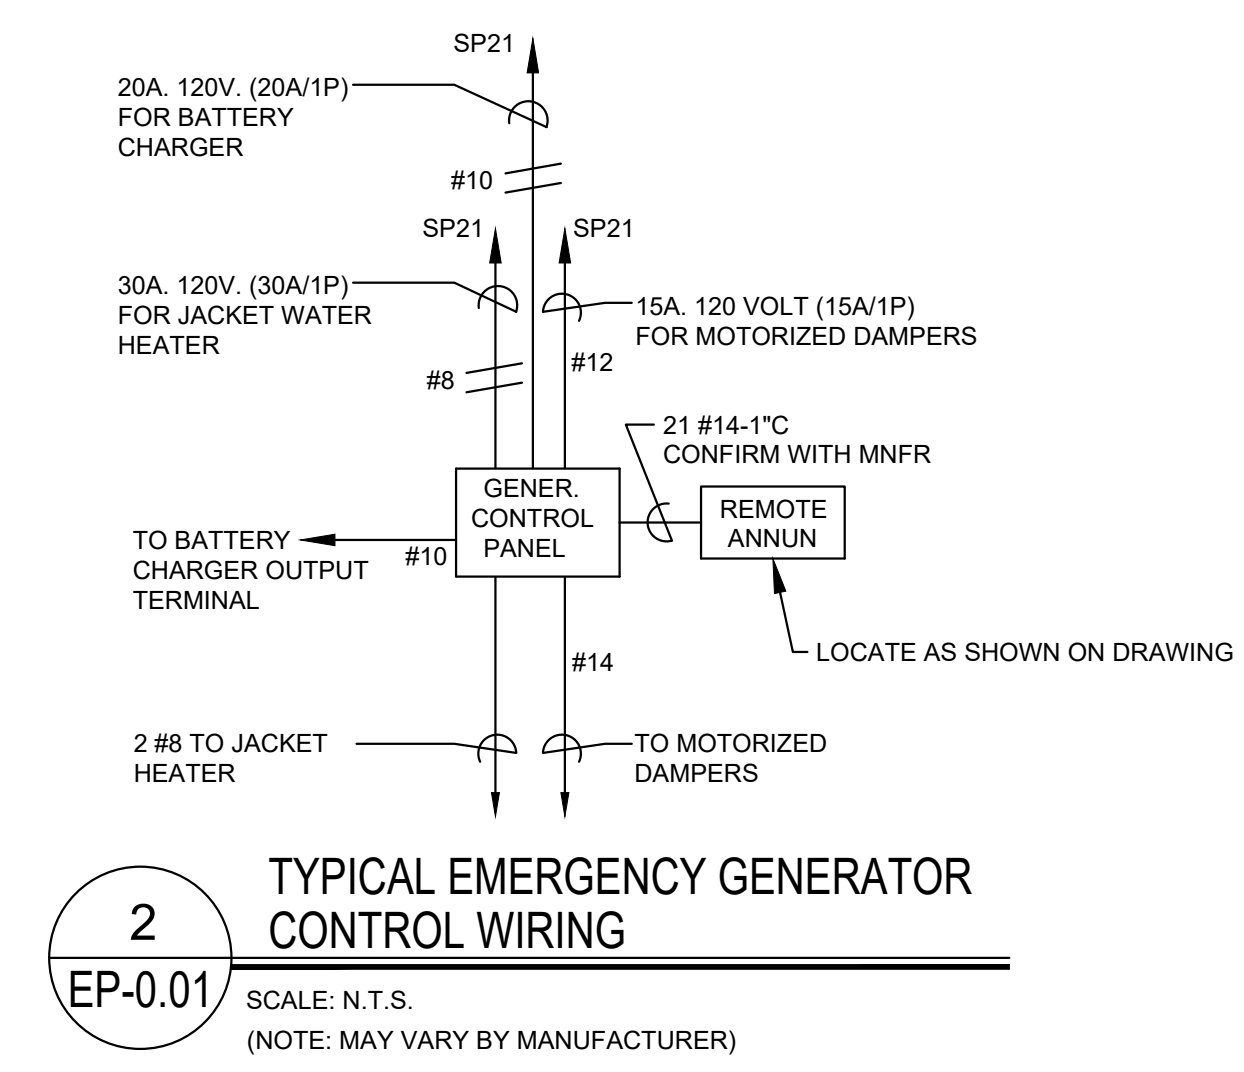 SP21
20A. 120V. (20A/1P)
FOR BATTERY
CHARGER
#10
SP21
SP21
30A. 120V. (30A/1P)
FOR JACKET WATER
HEATER
15A. 120 VOLT (15A/1P)
FOR MOTORIZED DAMPERS
#8
#12
21 #14-1"C
CONFIRM WITH MNFR
GENER.
CONTROL
PANEL
REMOTE
ANNUN
TO BATTERY
CHARGER OUTPUT
TERMINAL
#10
LOCATE AS SHOWN ON DRAWING
#14
2 #8 TO JACKET
HEATER
TO MOTORIZED
DAMPERS
2
EP-0.01
TYPICAL EMERGENCY GENERATOR
CONTROL WIRING
SCALE: N.T.S.
(NOTE: MAY VARY BY MANUFACTURER)